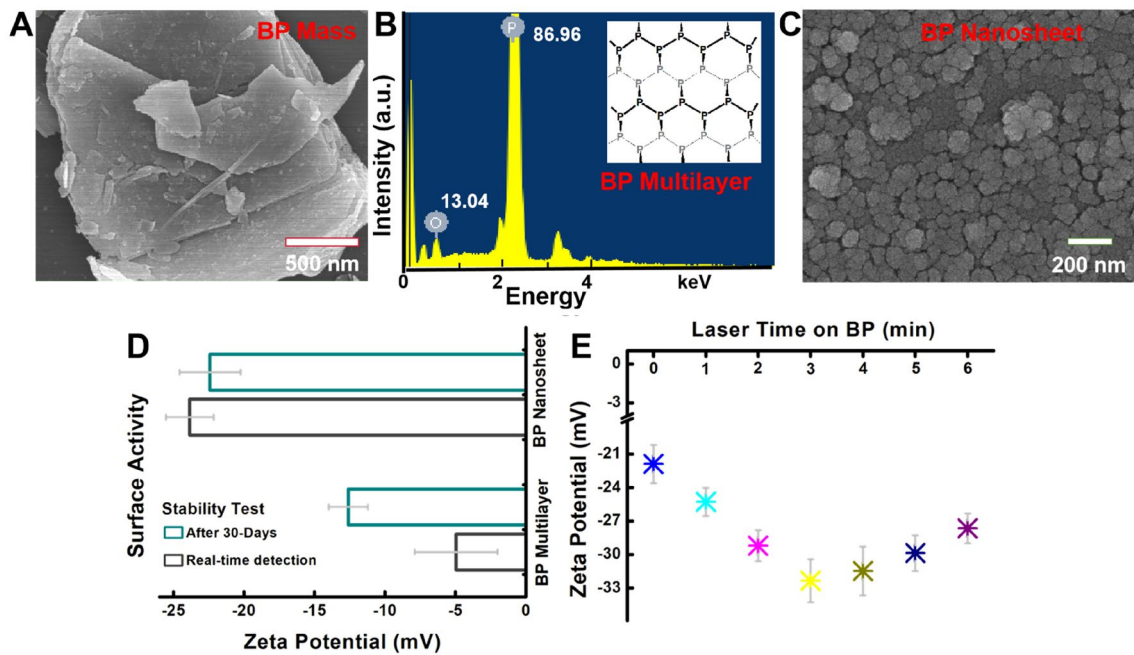 A
BP Mass
500 nm
B
Intensity (a.u.)
P
86.96
O
13.04
P P P P
P P P
P P P
P P P P
P P P P
P P P
P P P
P P P P
BP Multilayer
0
2
4
keV
Energy
C
BP Nanosheet
200 nm
D
Surface Activity
BP Nanosheet
BP Multilayer
Stability Test
After 30-Days
Real-time detection
-25
-20
-15
-10
-5
0
Zeta Potential (mV)
E
Laser Time on BP (min)
0
1
2
3
4
5
6
Zeta Potential (mV)
0
-3
-21
-24
-27
-30
-33